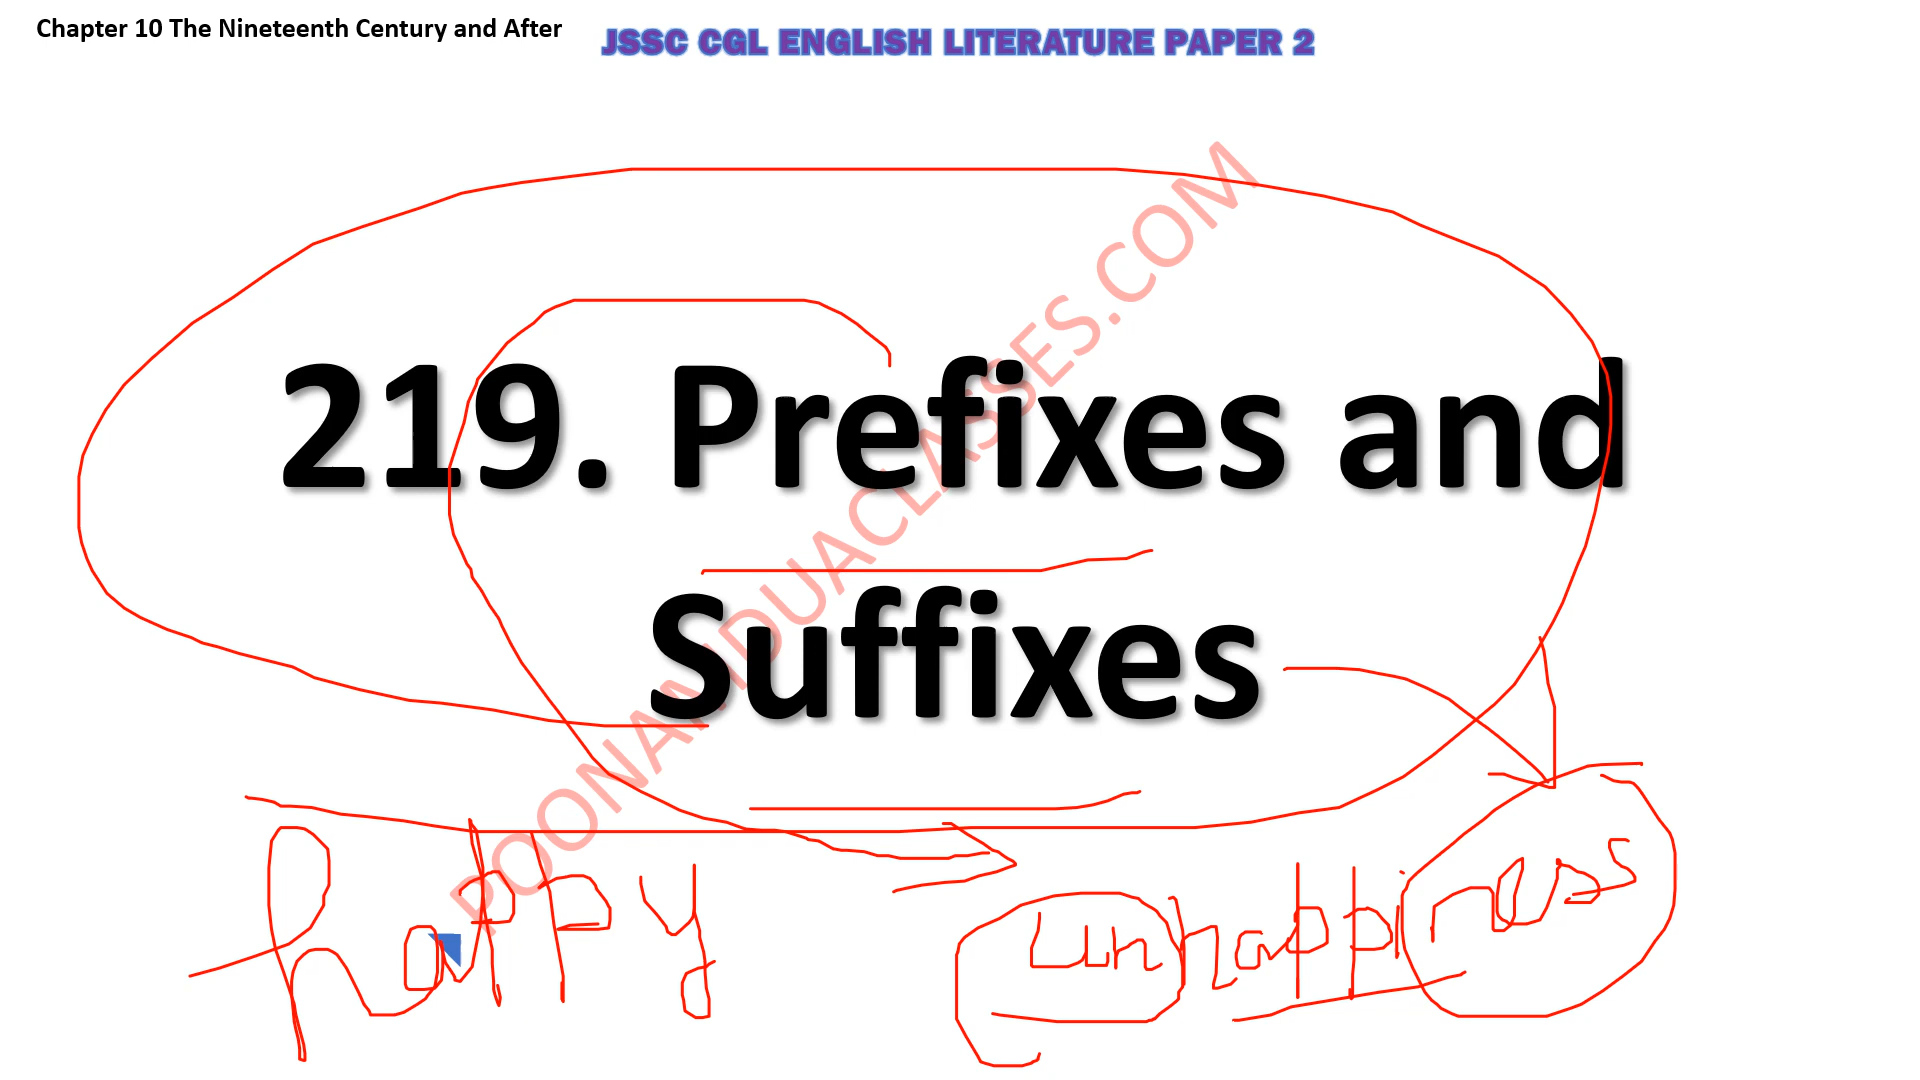 Chapter 10 The Nineteenth Century and After
JSSC CGL ENGLISH LITERATURE PAPER 2
219. Prefixes and
Suffixes
POONAMDUACLASSES.COM
happy
unhappiness